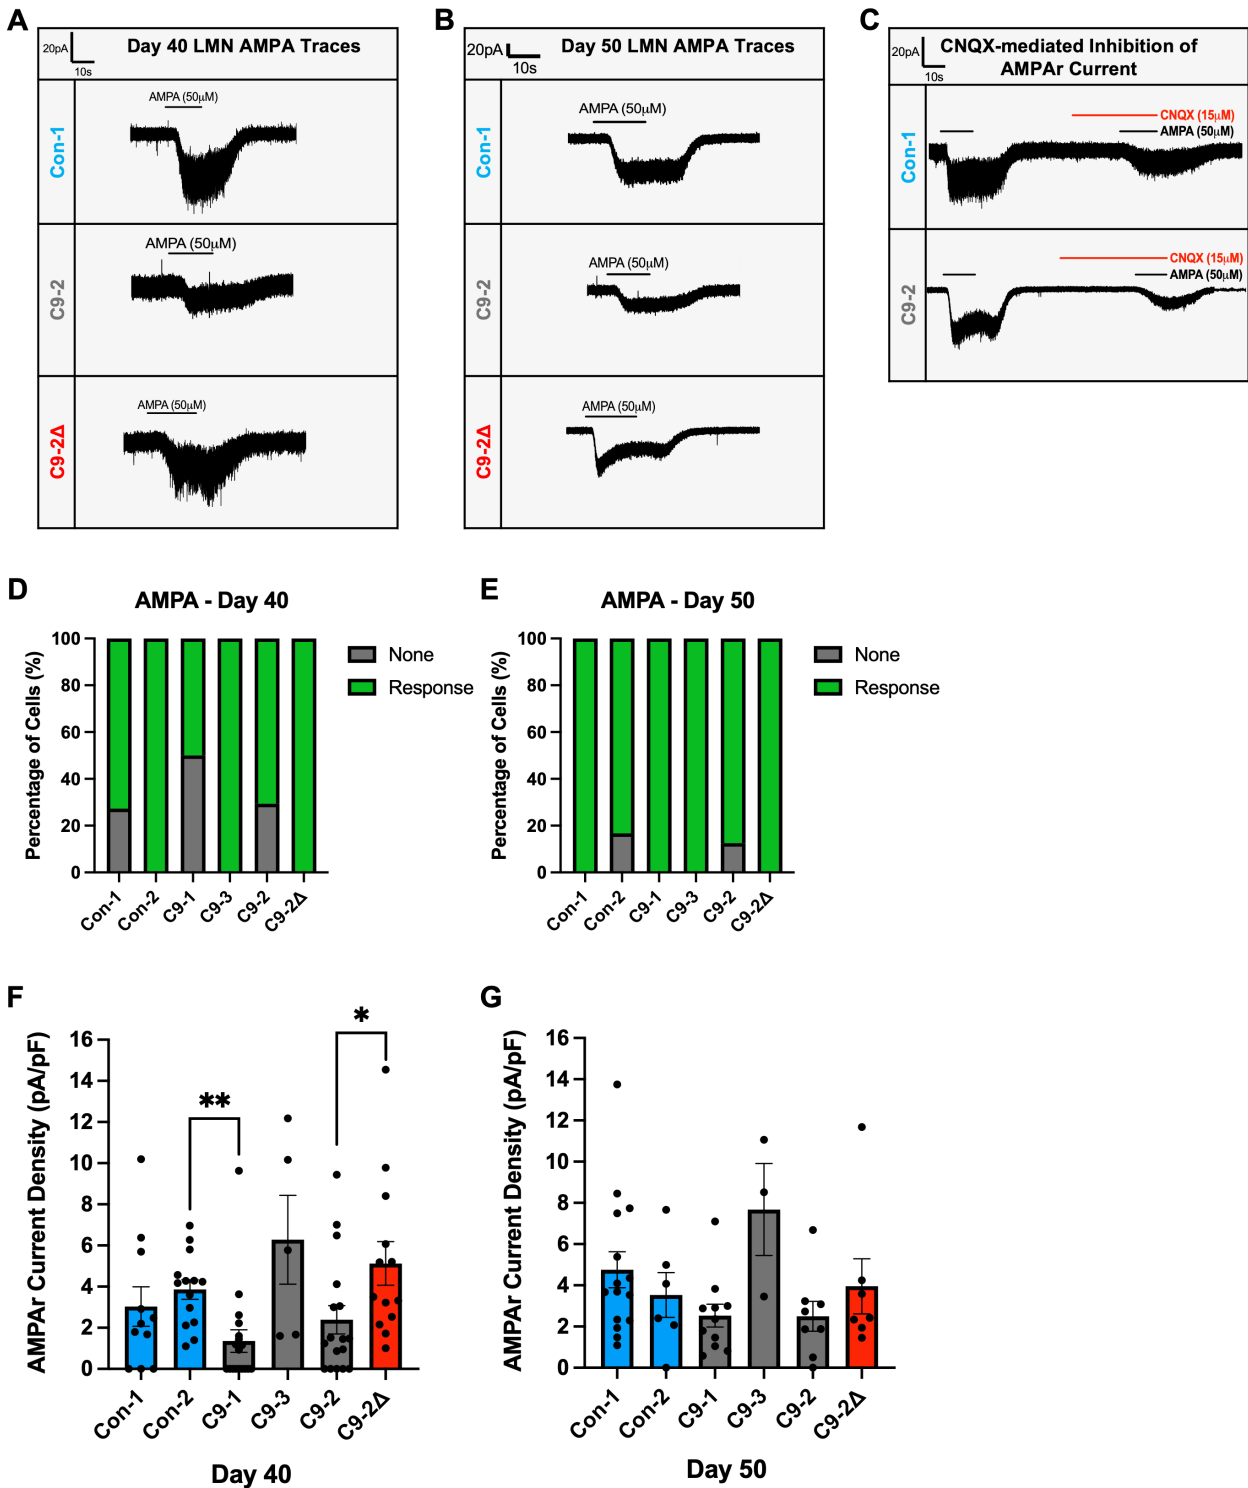 A
20pA
10s
Day 40 LMN AMPA Traces
Con-1
AMPA (50μM)
C9-2
AMPA (50μM)
C9-2Δ
AMPA (50μM)
B
20pA
10s
Day 50 LMN AMPA Traces
Con-1
AMPA (50μM)
C9-2
AMPA (50μM)
C9-2Δ
AMPA (50μM)
C
20pA
10s
CNQX-mediated Inhibition of
AMPAr Current
Con-1
CNQX (15μM)
AMPA (50μM)
C9-2
CNQX (15μM)
AMPA (50μM)
D
AMPA - Day 40
Percentage of Cells (%)
100
80
60
40
20
0
Con-1
Con-2
C9-1
C9-3
C9-2
C9-2Δ
None
Response
E
AMPA - Day 50
Percentage of Cells (%)
100
80
60
40
20
0
Con-1
Con-2
C9-1
C9-3
C9-2
C9-2Δ
None
Response
F
AMPAr Current Density (pA/pF)
16
14
12
10
8
6
4
2
0
**
*
Con-1
Con-2
C9-1
C9-3
C9-2
C9-2Δ
Day 40
G
AMPAr Current Density (pA/pF)
16
14
12
10
8
6
4
2
0
Con-1
Con-2
C9-1
C9-3
C9-2
C9-2Δ
Day 50